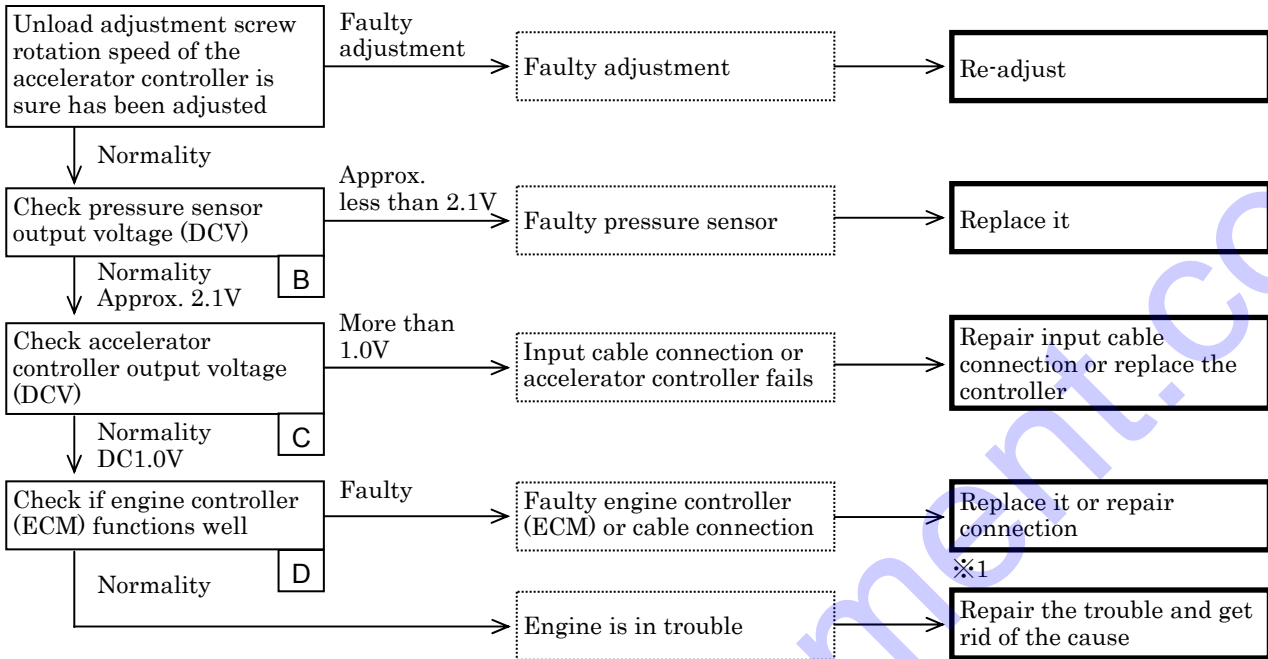 Unload adjustment screw
rotation speed of the
accelerator controller is
sure has been adjusted
Faulty
adjustment
Faulty adjustment
Re-adjust
Normality
Check pressure sensor
output voltage (DCV)
B
Approx.
less than 2.1V
Faulty pressure sensor
Replace it
Normality
Approx. 2.1V
Check accelerator
controller output voltage
(DCV)
C
More than
1.0V
Input cable connection or
accelerator controller fails
Repair input cable
connection or replace the
controller
Normality
DC1.0V
Check if engine controller
(ECM) functions well
D
Faulty
Faulty engine controller
(ECM) or cable connection
Replace it or repair
connection
※1
Normality
Engine is in trouble
Repair the trouble and get
rid of the cause
ment.co